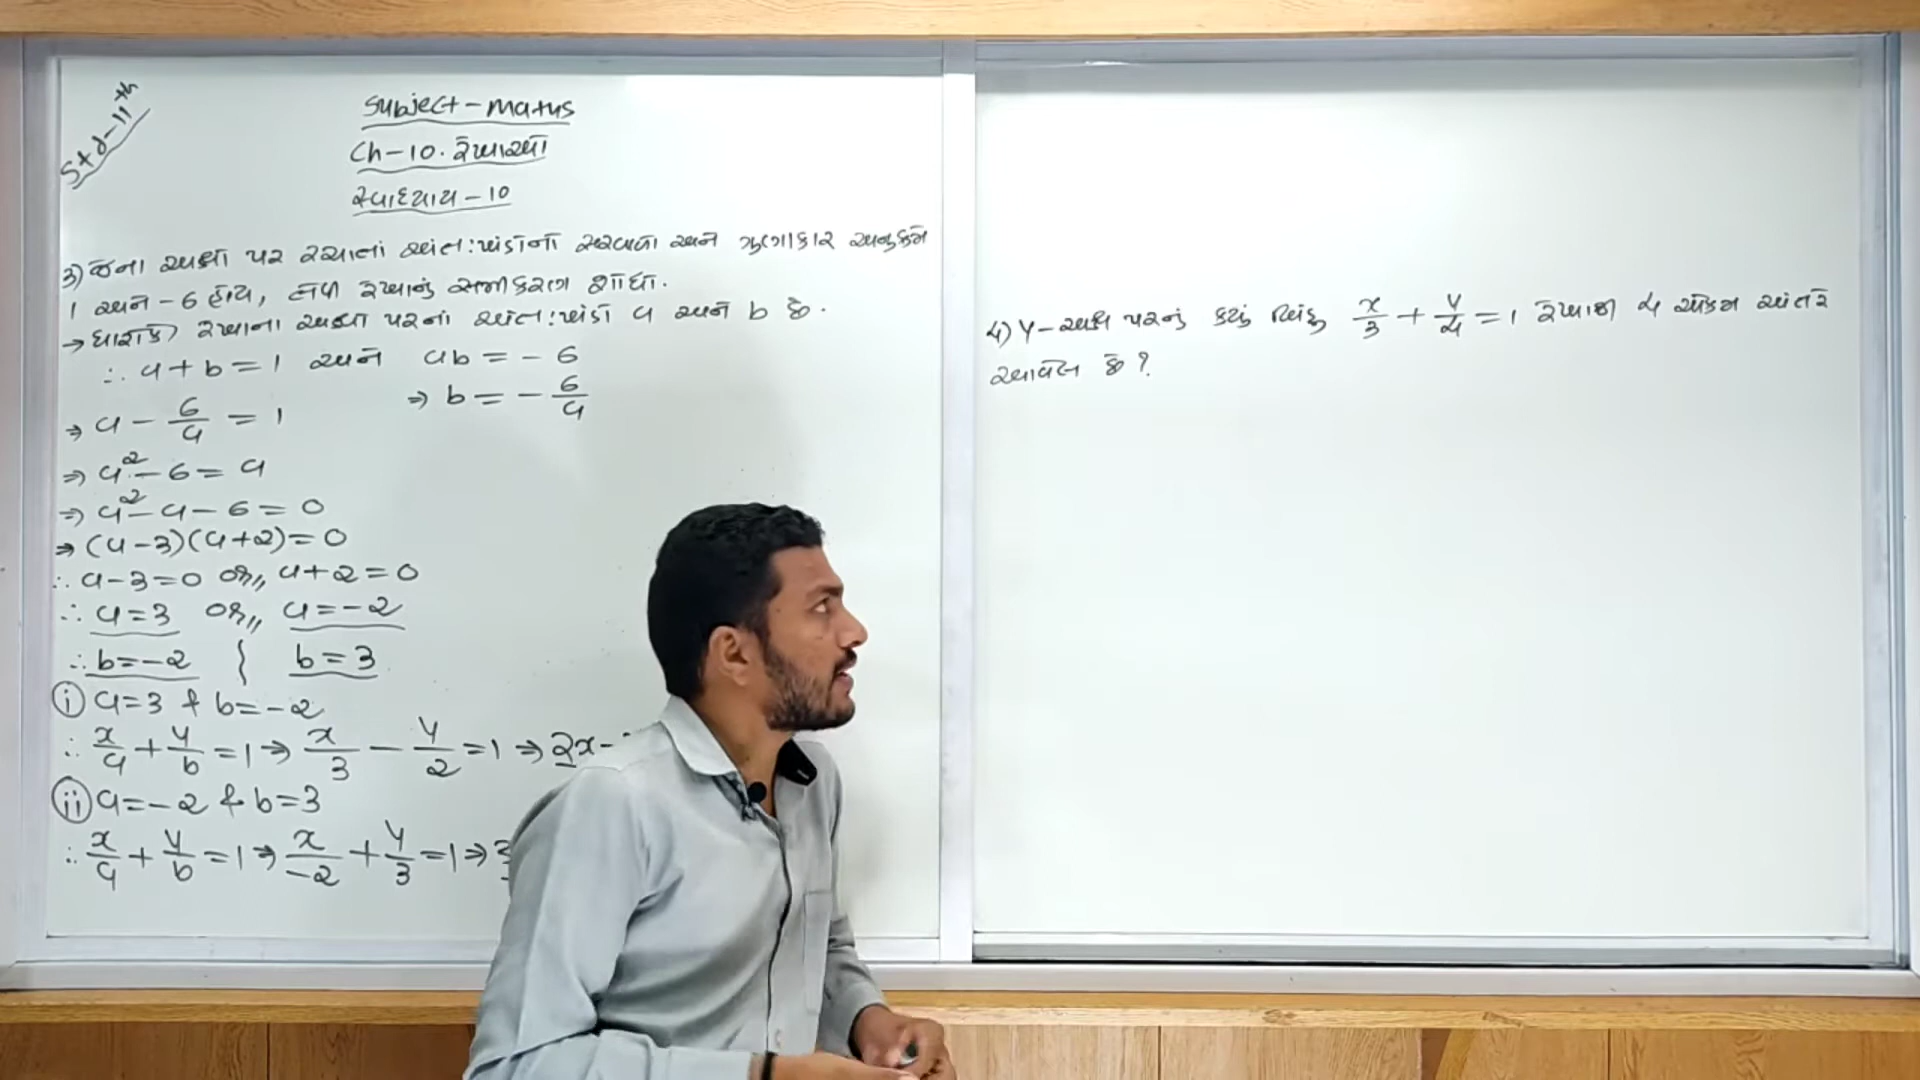 Std-11th
Subject-Maths
Ch-10. રેખાઓ
સ્વાધ્યાય-10
3) જેના અક્ષો પર રચાતાં અંતઃખંડોનો સરવાળો અને ગુણાકાર અનુક્રમે
1 અને -6 હોય, તેવી રેખાનું સમીકરણ શોધો.
→ ધારોકે રેખાના અક્ષો પરનાં અંતઃખંડો a અને b છે.
∴ a+b=1 અને ab=-6
⇒ b=-6/a
⇒ a-6/a=1
⇒ a²-6=a
⇒ a²-a-6=0
⇒ (a-3)(a+2)=0
∴ a-3=0 or,, a+2=0
∴ a=3 or,, a=-2
∴ b=-2 { b=3
(i) a=3 & b=-2
∴ x/a+y/b=1 ⇒ x/3-y/2=1 ⇒ 2x-
(ii) a=-2 & b=3
∴ x/a+y/b=1 ⇒ x/-2+y/3=1 ⇒ 3
4) y-અક્ષ પરનું કયું બિંદુ x/3+y/4=1 રેખાથી 4 એકમ અંતરે
આવેલ છે?